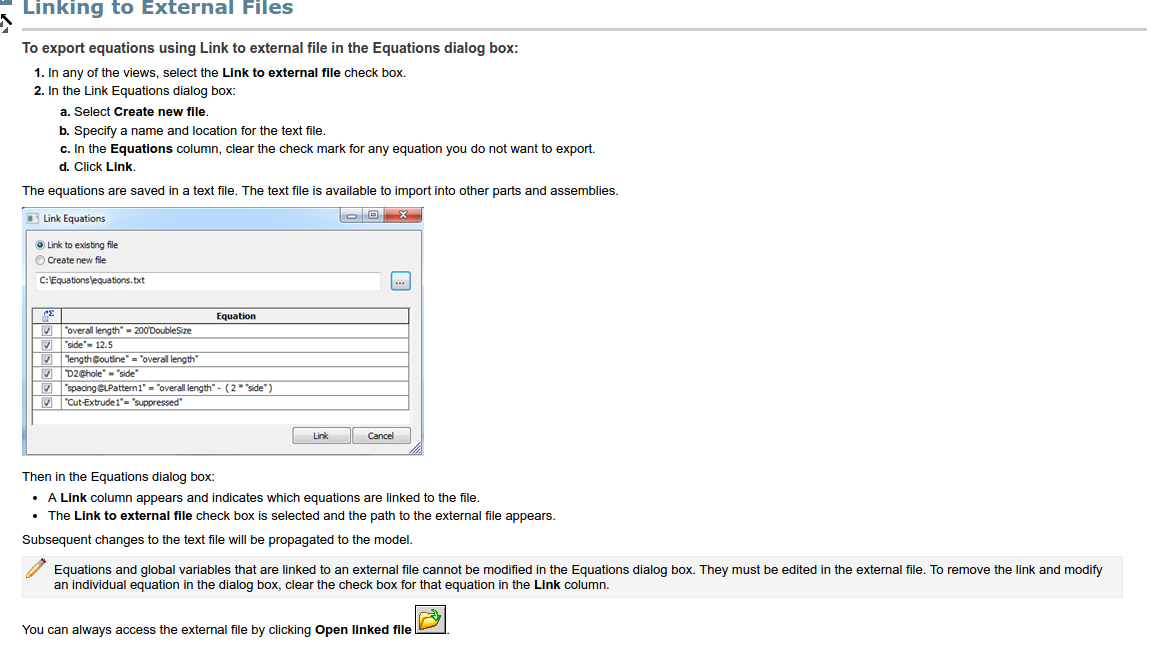 Linking to External Files
To export equations using Link to external file in the Equations dialog box:
1. In any of the views, select the Link to external file check box.
2. In the Link Equations dialog box:
a. Select Create new file.
b. Specify a name and location for the text file.
c. In the Equations column, clear the check mark for any equation you do not want to export.
d. Click Link.
The equations are saved in a text file. The text file is available to import into other parts and assemblies.
Link Equations
Link to existing file
Create new file
C:\Equations\equations.txt
...
Equation
"overall length" = 200'DoubleSize
"side"= 12.5
"length@outline" = "overall length"
"D2@hole" = "side"
"spacing@LPattern1" = "overall length" - ( 2 * "side" )
"Cut-Extrude1"= "suppressed"
Link Cancel
Then in the Equations dialog box:
• A Link column appears and indicates which equations are linked to the file.
• The Link to external file check box is selected and the path to the external file appears.
Subsequent changes to the text file will be propagated to the model.
Equations and global variables that are linked to an external file cannot be modified in the Equations dialog box. They must be edited in the external file. To remove the link and modify
an individual equation in the dialog box, clear the check box for that equation in the Link column.
You can always access the external file by clicking Open linked file .